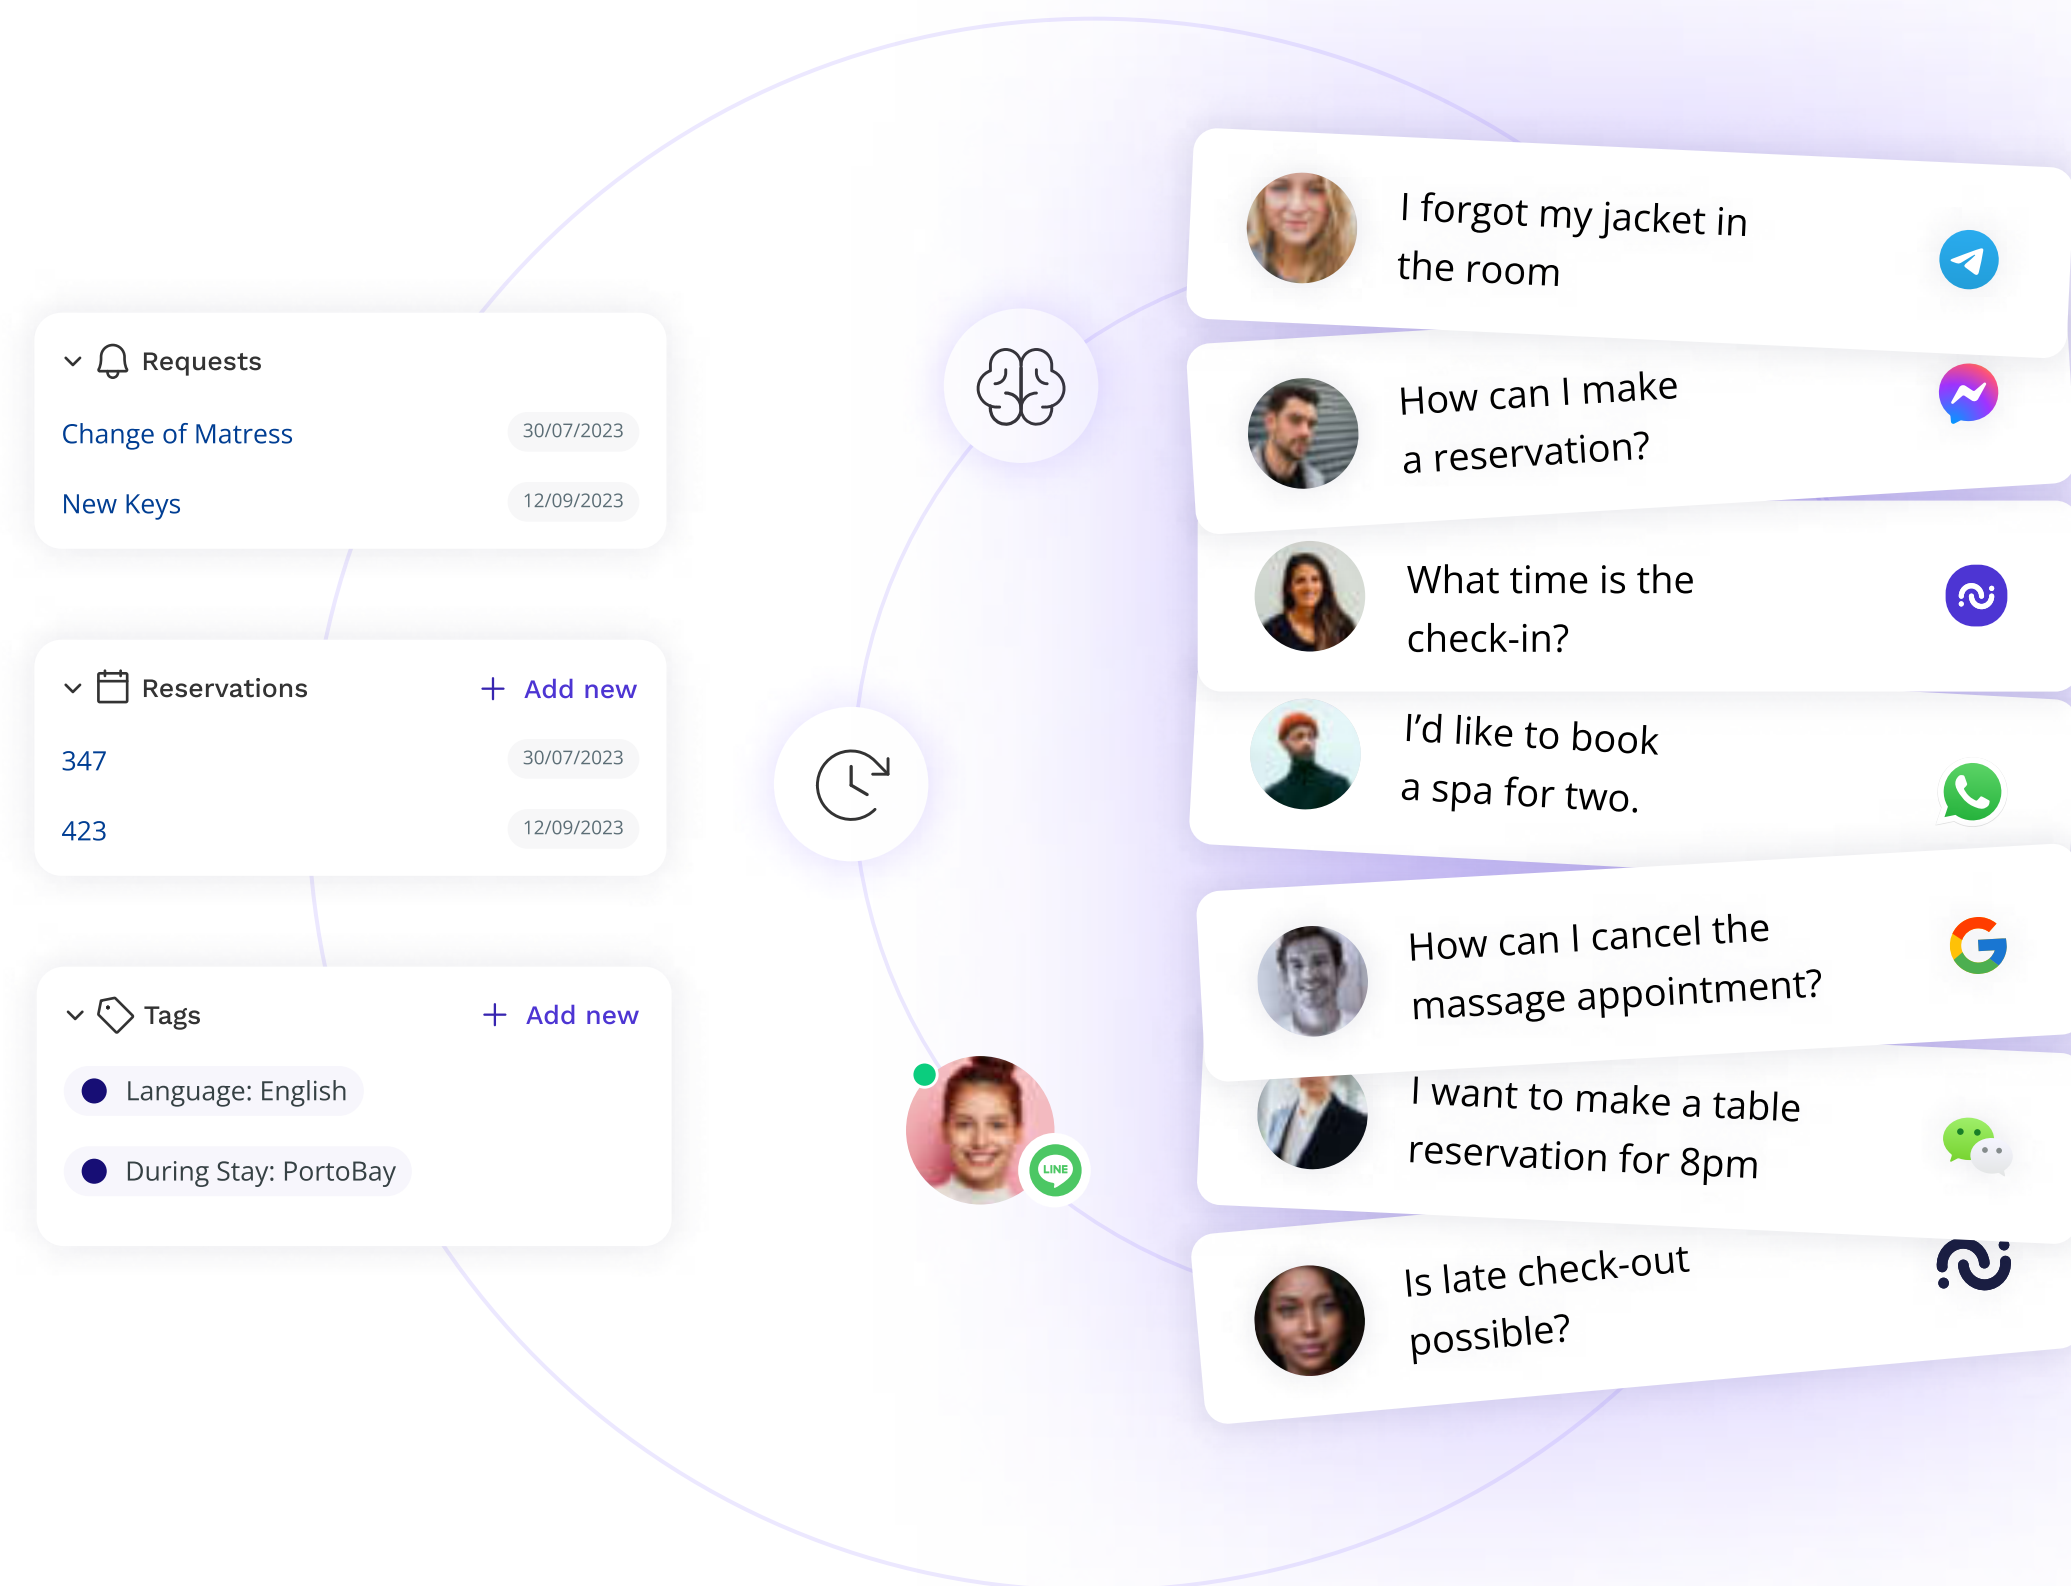 Requests
Change of Matress 30/07/2023
New Keys 12/09/2023
Reservations + Add new
347 30/07/2023
423 12/09/2023
Tags + Add new
Language: English
During Stay: PortoBay
LINE
I forgot my jacket in
the room
How can I make
a reservation?
What time is the
check-in?
I’d like to book
a spa for two.
How can I cancel the
massage appointment?
I want to make a table
reservation for 8pm
Is late check-out
possible?